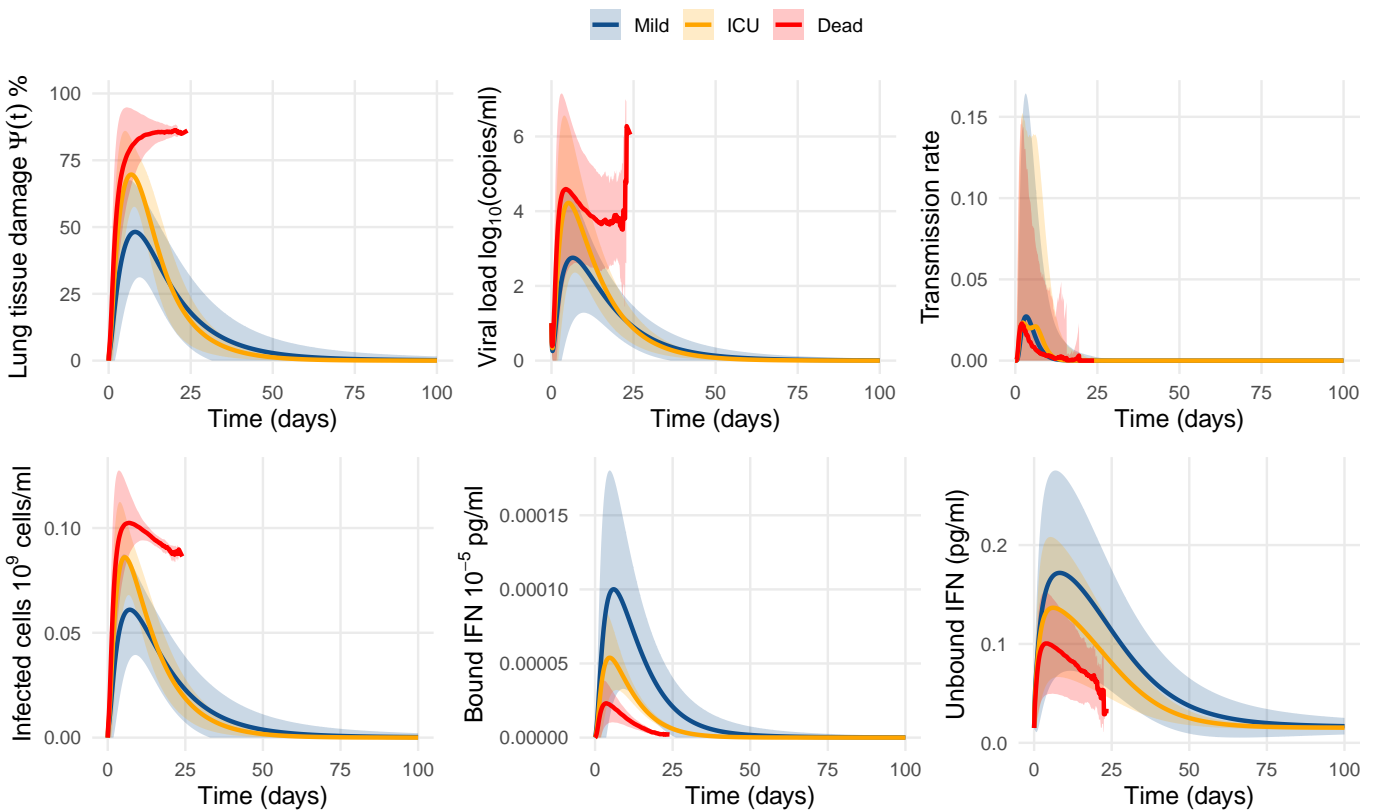 Mild ICU Dead
Lung tissue damage Ψ(t) %
100
75
50
25
0
0 25 50 75 100
Time (days)
Viral load log₁₀(copies/ml)
6
4
2
0
0 25 50 75 100
Time (days)
Transmission rate
0.15
0.10
0.05
0.00
0 25 50 75 100
Time (days)
Infected cells 10⁹ cells/ml
0.10
0.05
0.00
0 25 50 75 100
Time (days)
Bound IFN 10⁻⁵ pg/ml
0.00015
0.00010
0.00005
0.00000
0 25 50 75 100
Time (days)
Unbound IFN (pg/ml)
0.2
0.1
0.0
0 25 50 75 100
Time (days)